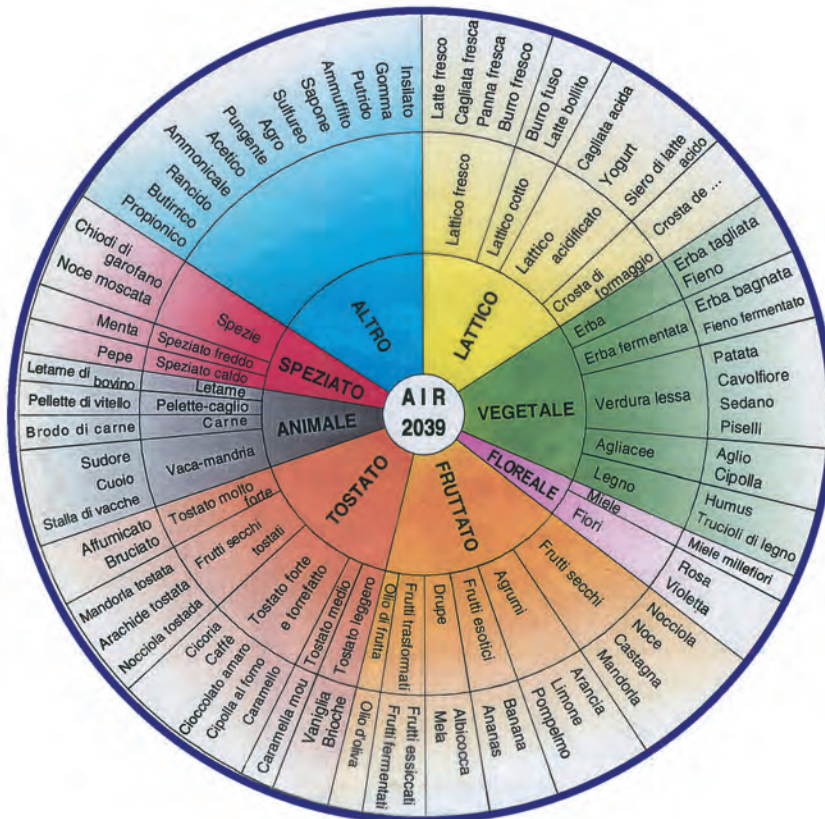 AIR
2039
LATTICO
Lattico fresco
Latte fresco
Cagliata fresca
Panna fresca
Burro fresco
Lattico cotto
Burro fuso
Latte bollito
Lattico
acidificato
Cagliata acida
Yogurt
Siero di latte
acido
Crosta di
formaggio
Crosta de ...
VEGETALE
Erba
Erba tagliata
Fieno
Erba fermentata
Erba bagnata
Fieno fermentato
Verdura lessa
Patata
Cavolfiore
Sedano
Piselli
Agliacee
Aglio
Cipolla
Legno
Humus
Trucioli di legno
FLOREALE
Miele
Miele millefiori
Fiori
Rosa
Violetta
FRUTTATO
Frutti secchi
Nocciola
Noce
Castagna
Mandorla
Agrumi
Arancia
Limone
Pompelmo
Frutti esotici
Banana
Ananas
Drupe
Albicocca
Mela
Frutti trasformati
Frutti essiccati
Frutti fermentati
Olio di frutta
Olio d'oliva
TOSTATO
Tostato leggero
Vaniglia
Brioche
Tostato medio
Caramella mou
Tostato forte
e torrefatto
Cicoria
Caffè
Cioccolato amaro
Cipolla al forno
Caramello
Frutti secchi
tostati
Mandorla tostata
Arachide tostata
Nocciola tostada
Tostato molto
forte
Affumicato
Bruciato
ANIMALE
Vaca-mandria
Sudore
Cuoio
Stalla di vacche
Carne
Brodo di carne
Pelette-caglio
Pellette di vitello
Letame
Letame di
bovino
SPEZIATO
Speziato caldo
Pepe
Speziato freddo
Menta
Spezie
Chiodi di
garofano
Noce moscata
ALTRO
Propionico
Butirrico
Rancido
Ammonicale
Acetico
Pungente
Agro
Sulfureo
Sapone
Ammuffito
Putrido
Gomma
Insilato